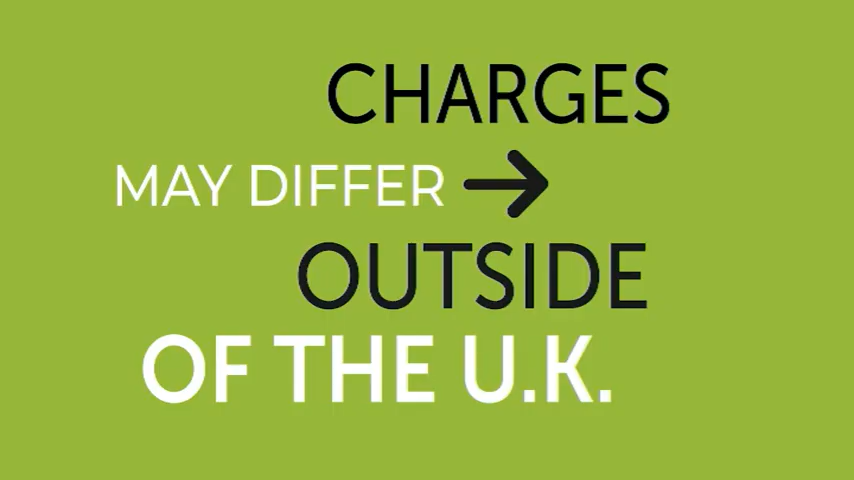 CHARGES
MAY DIFFER →
OUTSIDE
OF THE U.K.